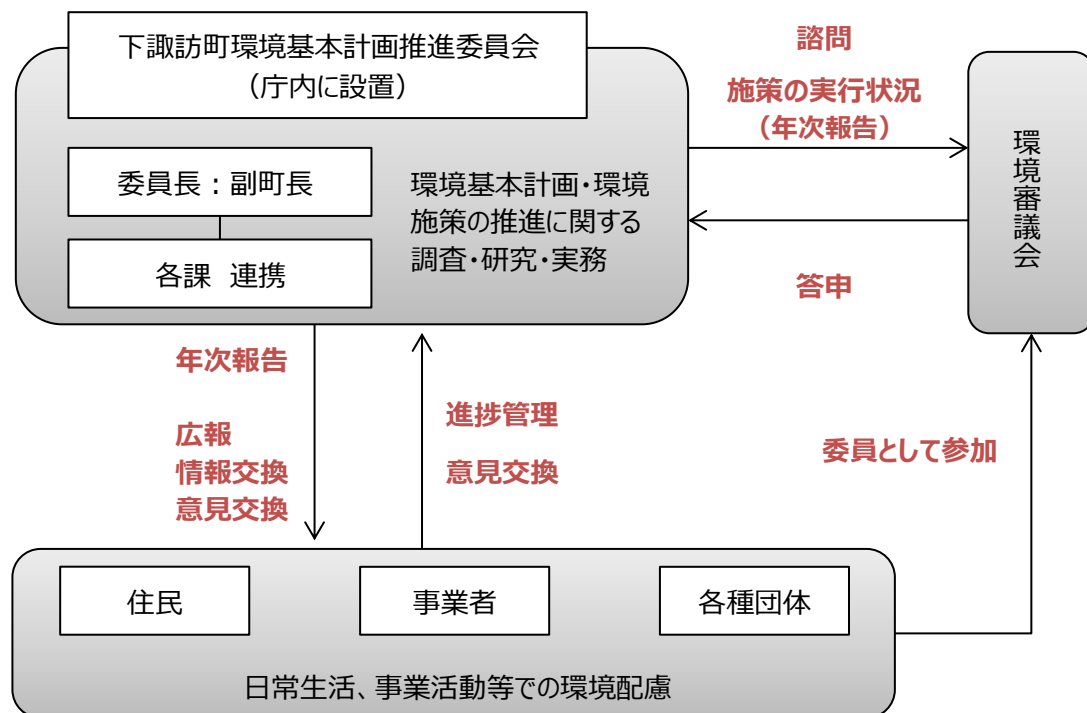 下諏訪町環境基本計画推進委員会
（庁内に設置）
委員長：副町長
各課 連携
環境基本計画・環境
施策の推進に関する
調査・研究・実務
諮問
施策の実行状況
（年次報告）
答申
環境審議会
年次報告
広報
情報交換
意見交換
進捗管理
意見交換
委員として参加
住民
事業者
各種団体
日常生活、事業活動等での環境配慮